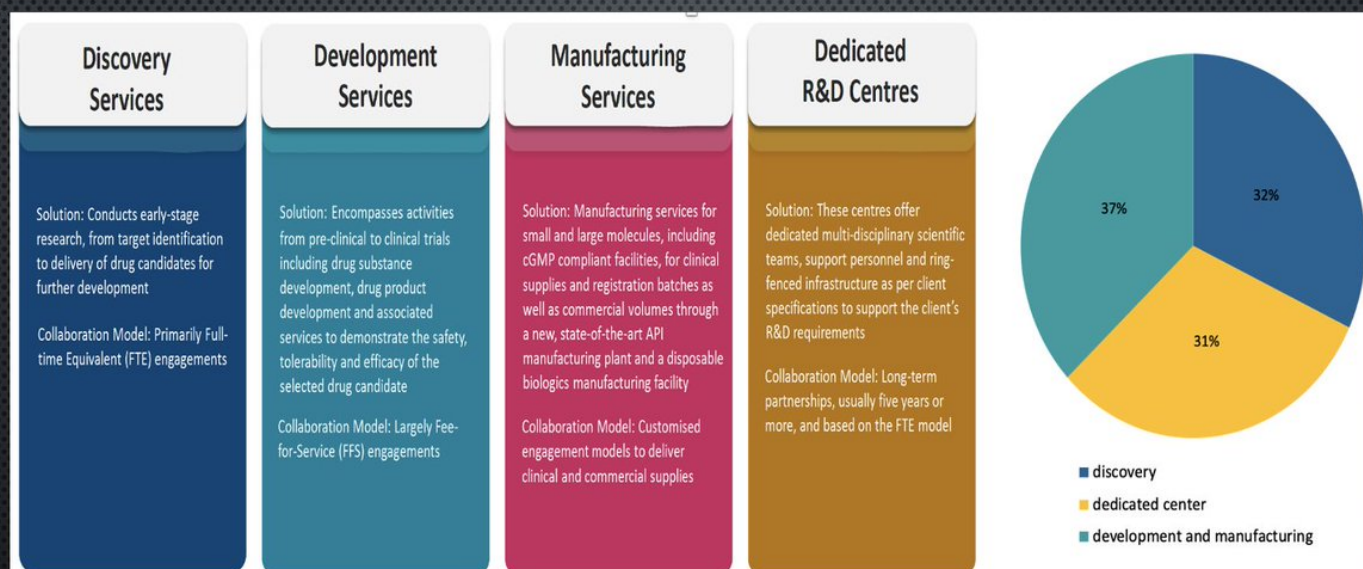 Discovery
Services
Solution: Conducts early-stage
research, from target identification
to delivery of drug candidates for
further development
Collaboration Model: Primarily Full-
time Equivalent (FTE) engagements
Development
Services
Solution: Encompasses activities
from pre-clinical to clinical trials
including drug substance
development, drug product
development and associated
services to demonstrate the safety,
tolerability and efficacy of the
selected drug candidate
Collaboration Model: Largely Fee-
for-Service (FFS) engagements
Manufacturing
Services
Solution: Manufacturing services for
small and large molecules, including
cGMP compliant facilities, for clinical
supplies and registration batches as
well as commercial volumes through
a new, state-of-the-art API
manufacturing plant and a disposable
biologics manufacturing facility
Collaboration Model: Customised
engagement models to deliver
clinical and commercial supplies
Dedicated
R&D Centres
Solution: These centres offer
dedicated multi-disciplinary scientific
teams, support personnel and ring-
fenced infrastructure as per client
specifications to support the client's
R&D requirements
Collaboration Model: Long-term
partnerships, usually five years or
more, and based on the FTE model
37%
32%
31%
discovery
dedicated center
development and manufacturing